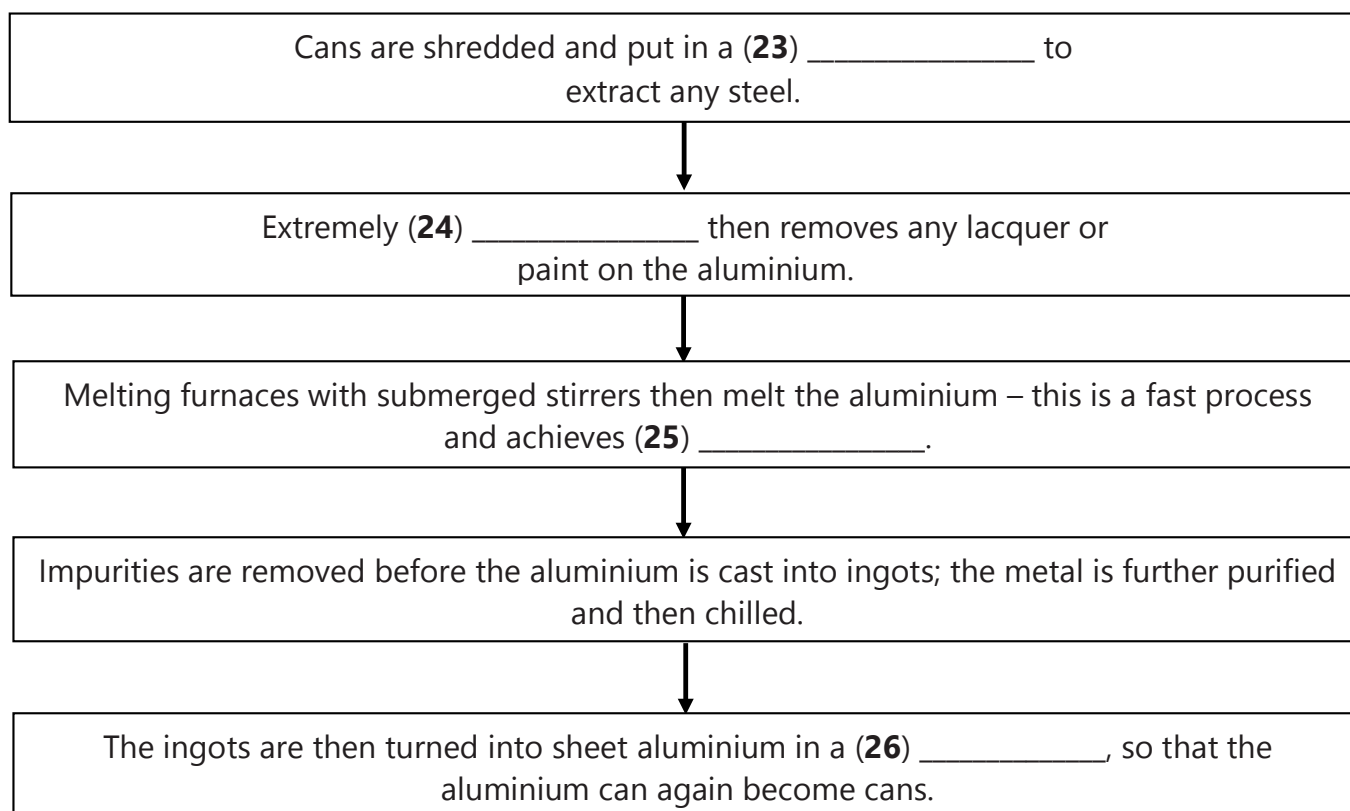 Cans are shredded and put in a (23) _________________ to
extract any steel.
Extremely (24) _______________ then removes any lacquer or
paint on the aluminium.
Melting furnaces with submerged stirrers then melt the aluminium – this is a fast process
and achieves (25) _______________.
Impurities are removed before the aluminium is cast into ingots; the metal is further purified
and then chilled.
The ingots are then turned into sheet aluminium in a (26) _____________, so that the
aluminium can again become cans.